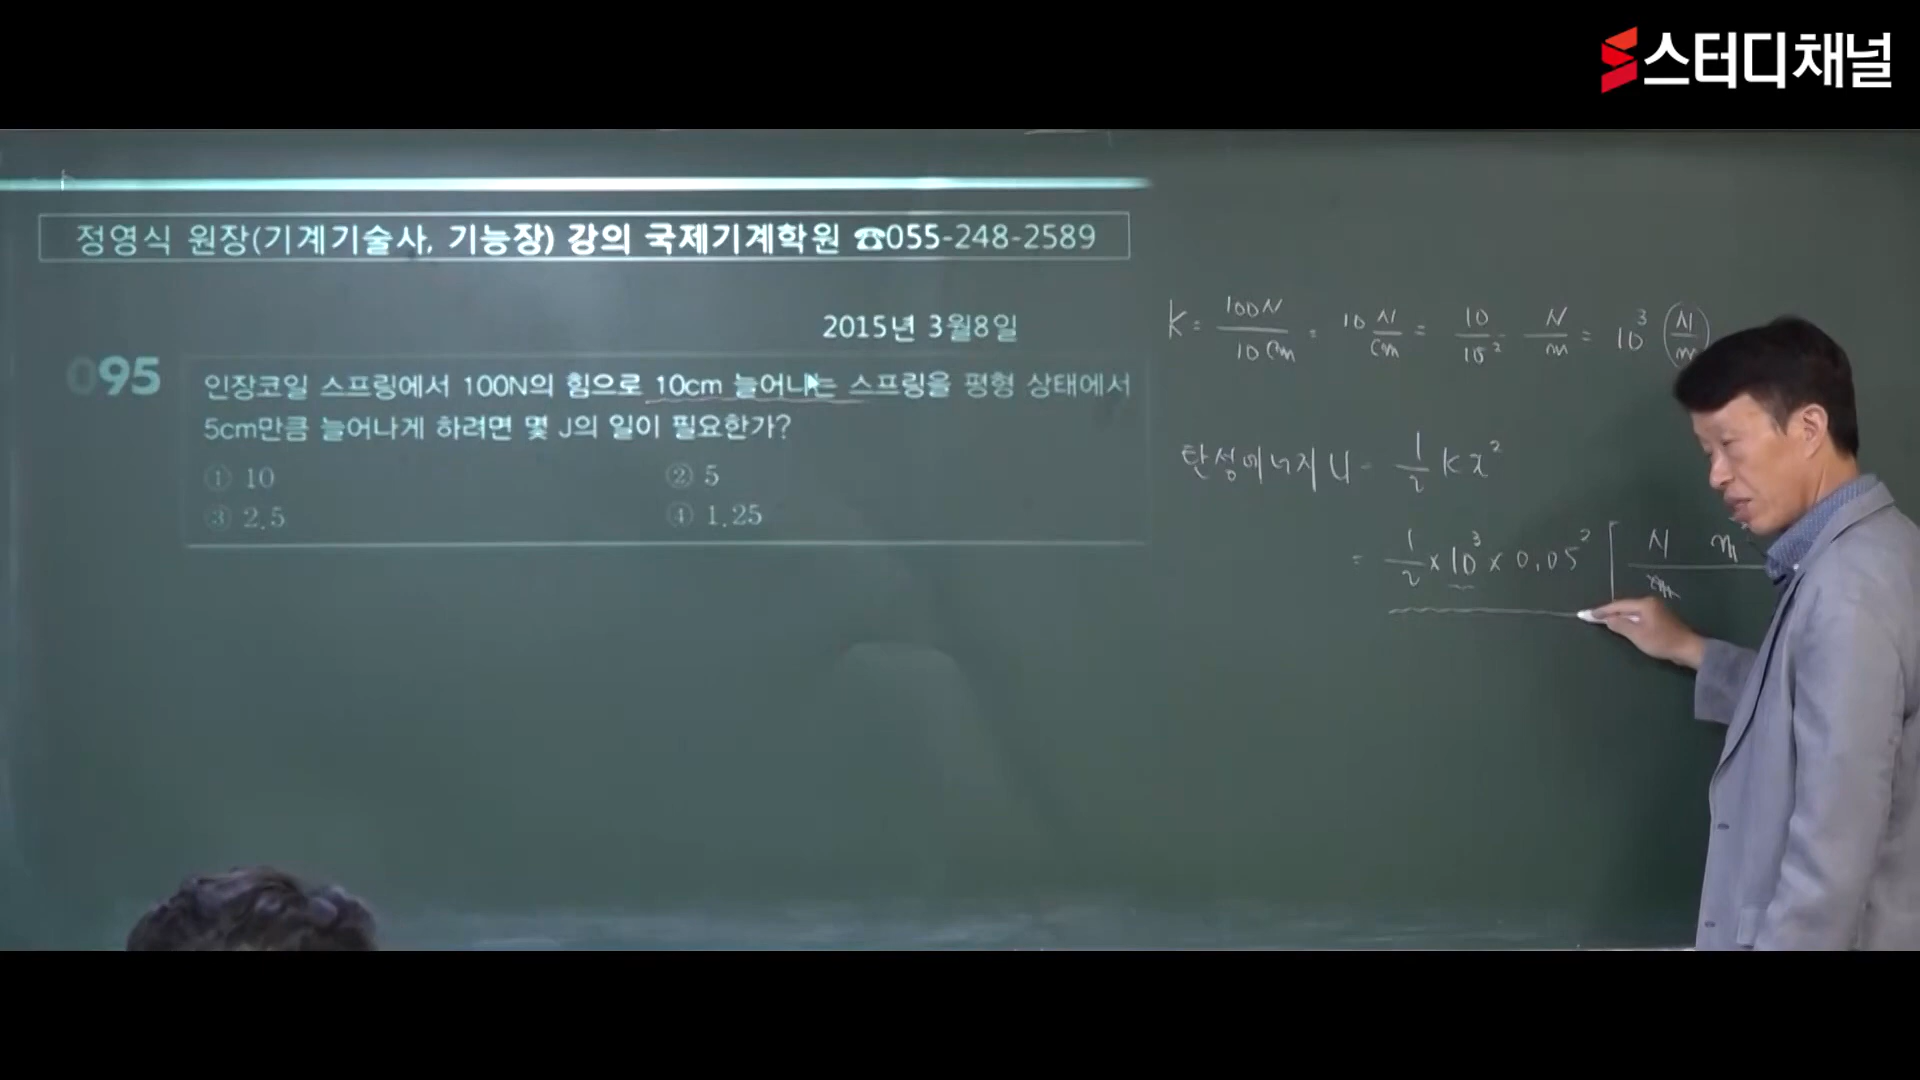 스터디채널
정영식 원장(기계기술사, 기능장) 강의 국제기계학원 ☎055-248-2589
2015년 3월8일
095
인장코일 스프링에서 100N의 힘으로 10cm 늘어나는 스프링을 평형 상태에서
5cm만큼 늘어나게 하려면 몇 J의 일이 필요한가?
① 10 ② 5
③ 2.5 ④ 1.25
K = 100N / 10cm = 10 N/cm = 10 / 10⁻² N/m = 10³ (N/m)
탄성에너지 U = 1/2 K x²
= 1/2 × 10³ × 0.05² [ N m / m